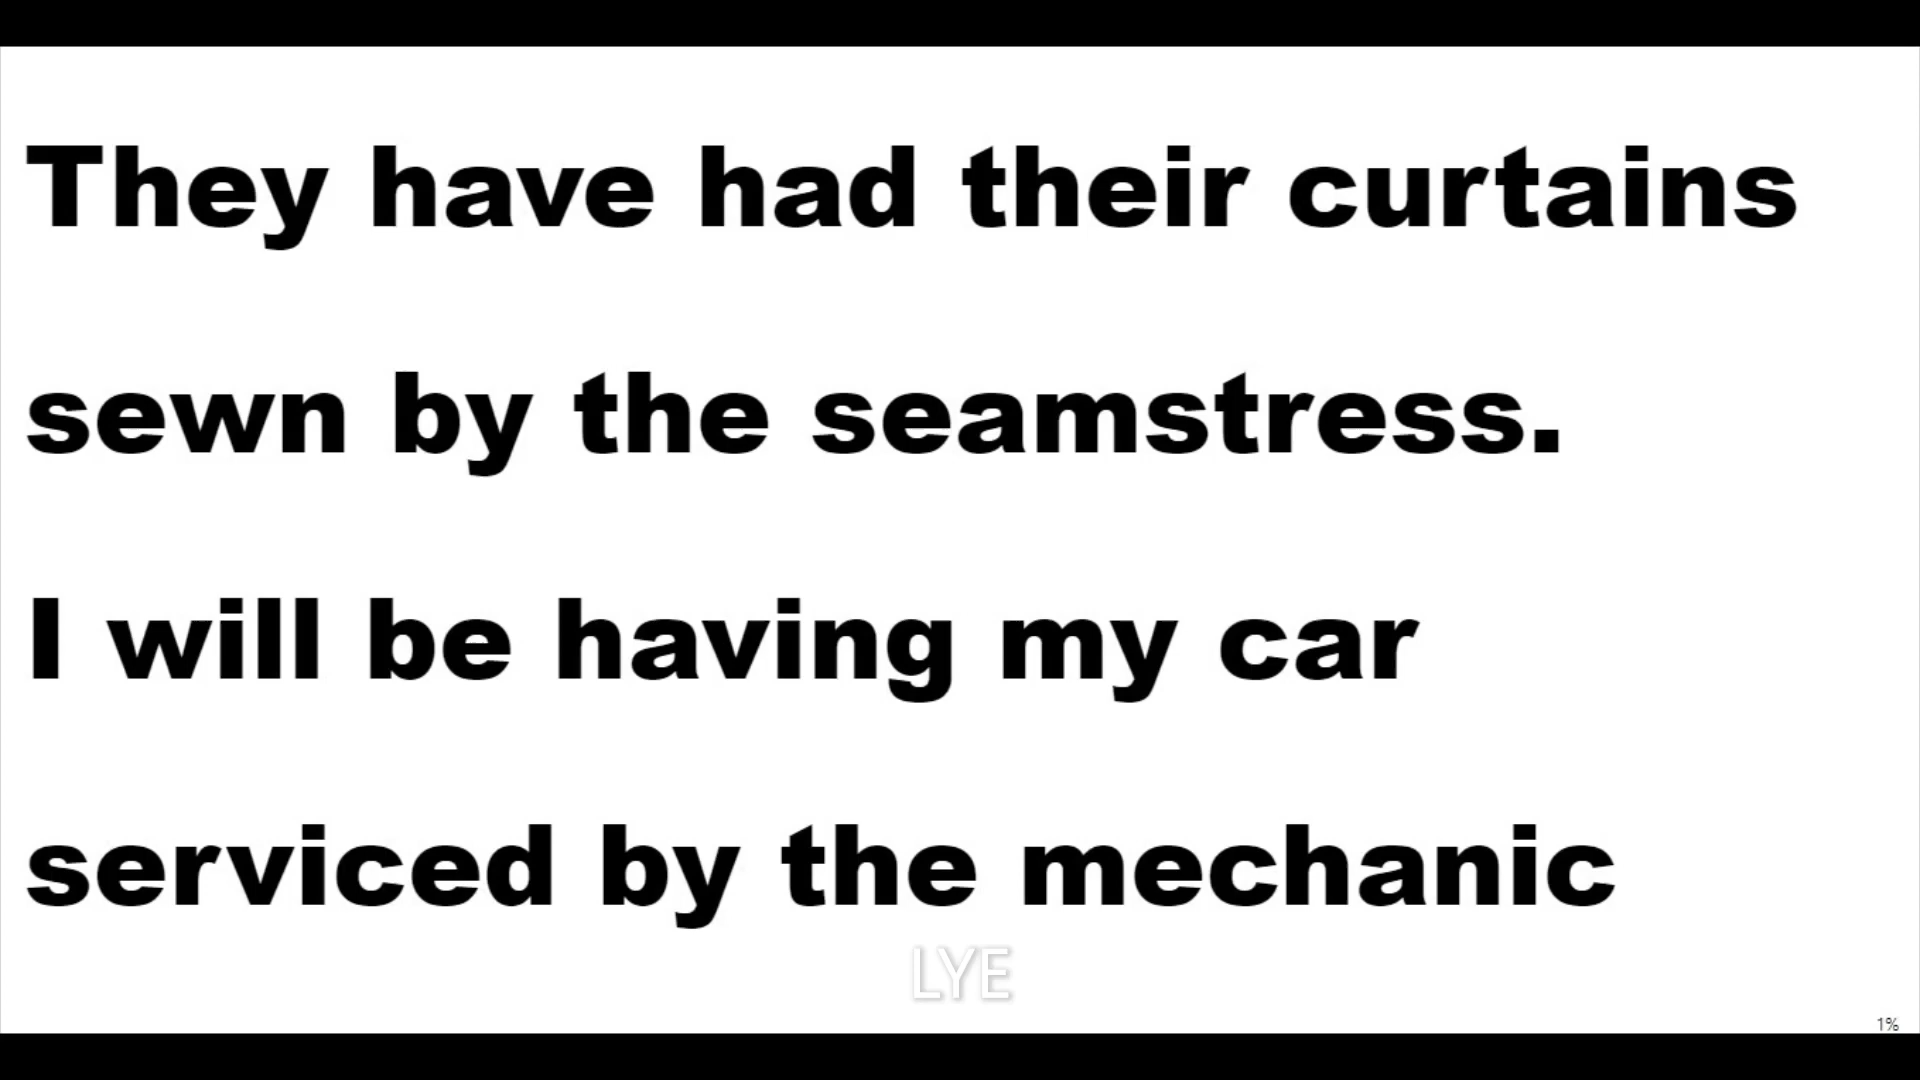 They have had their curtains
sewn by the seamstress.
I will be having my car
serviced by the mechanic
LYE
1%